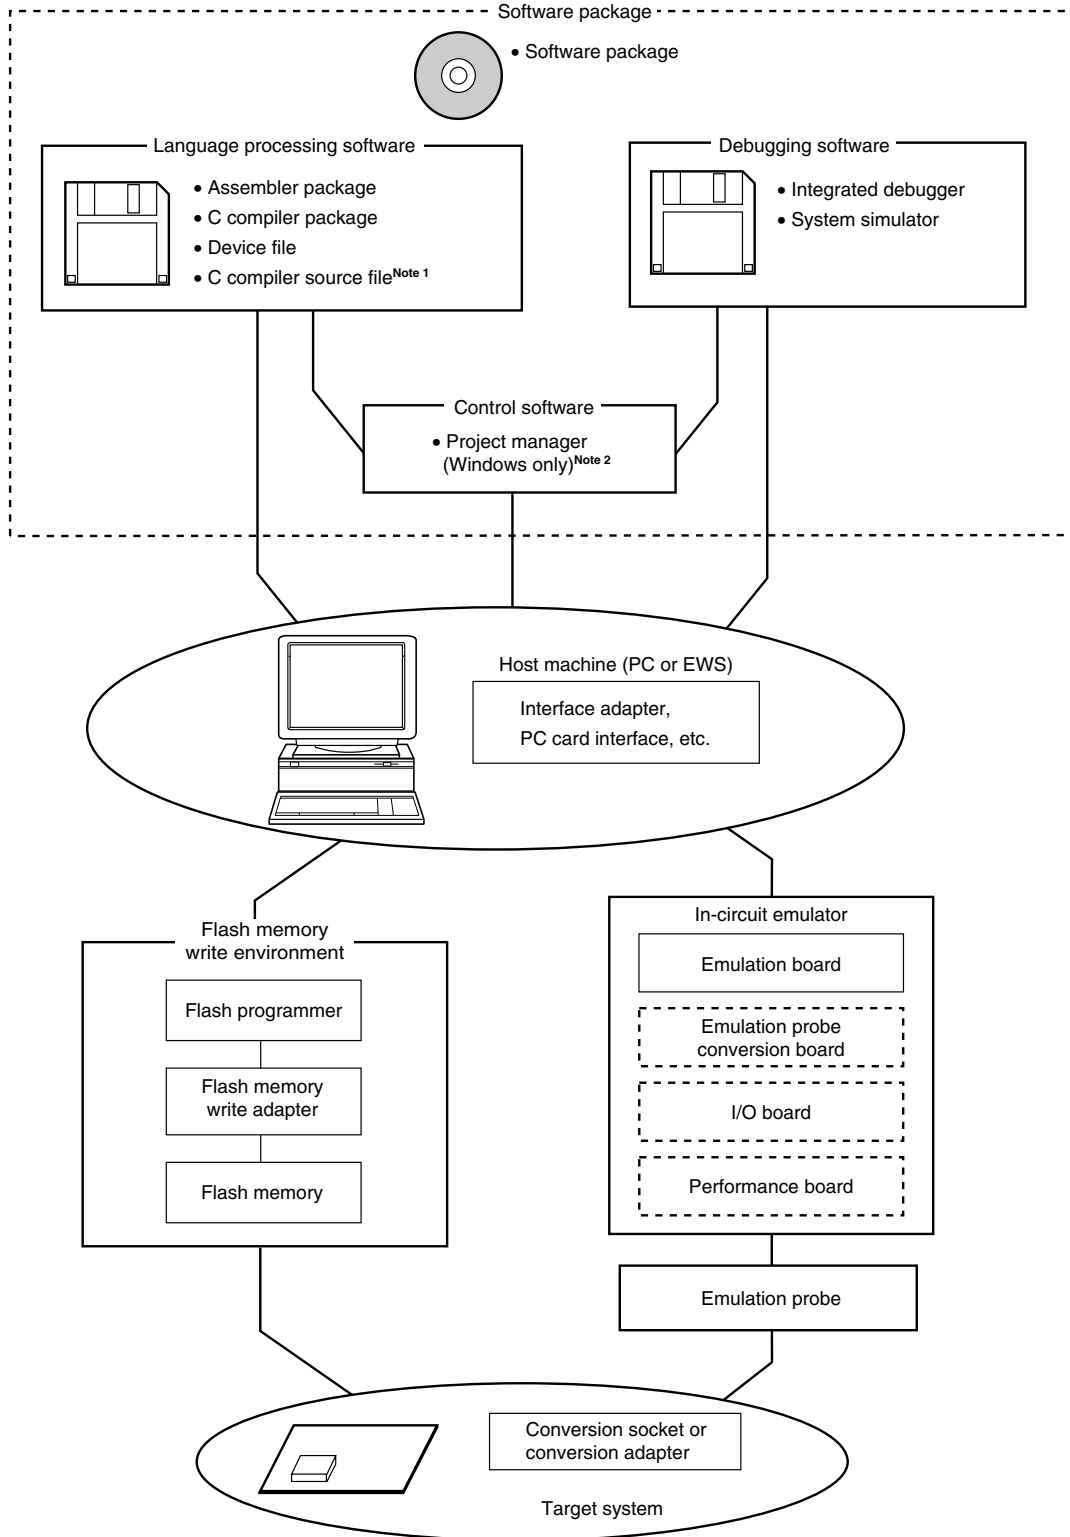 Software package
• Software package
Language processing software
• Assembler package
• C compiler package
• Device file
• C compiler source fileNote 1
Debugging software
• Integrated debugger
• System simulator
Control software
• Project manager
(Windows only)Note 2
Host machine (PC or EWS)
Interface adapter,
PC card interface, etc.
Flash memory
write environment
Flash programmer
Flash memory
write adapter
Flash memory
In-circuit emulator
Emulation board
Emulation probe
conversion board
I/O board
Performance board
Emulation probe
Conversion socket or
conversion adapter
Target system